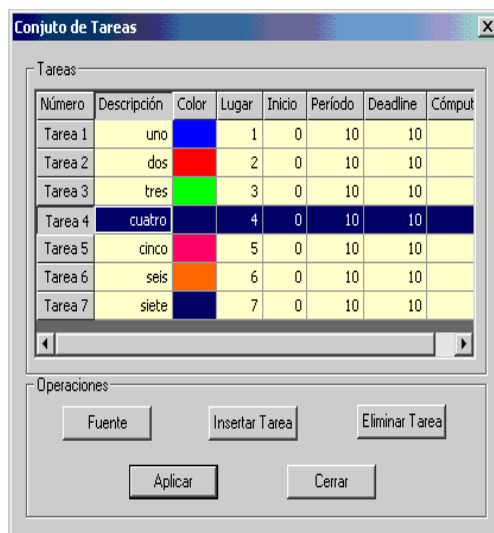 Conjuto de Tareas
Tareas
Número Descripción Color Lugar Inicio Período Deadline Cómput
Tarea 1 uno 1 0 10 10
Tarea 2 dos 2 0 10 10
Tarea 3 tres 3 0 10 10
Tarea 4 cuatro 4 0 10 10
Tarea 5 cinco 5 0 10 10
Tarea 6 seis 6 0 10 10
Tarea 7 siete 7 0 10 10
Operaciones
Fuente Insertar Tarea Eliminar Tarea
Aplicar Cerrar